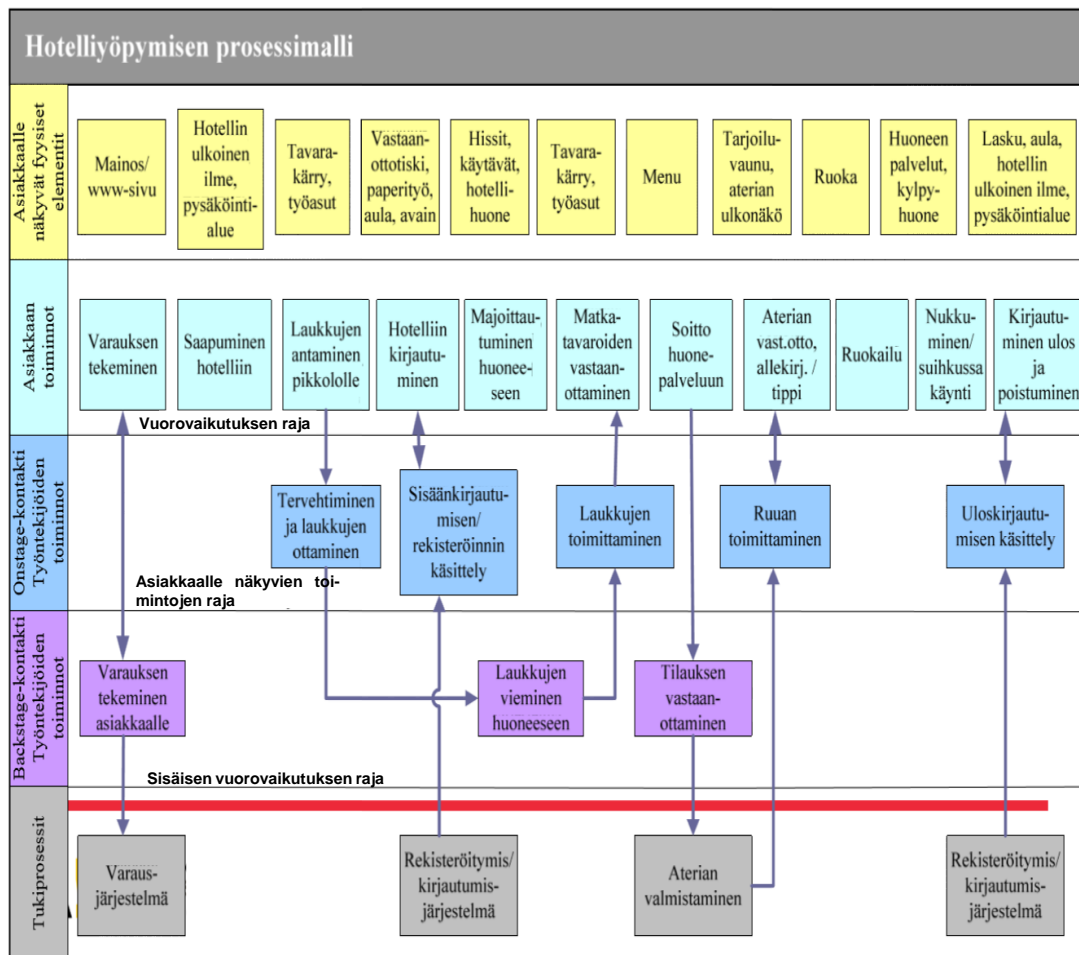 Hotelliyöpymisen prosessimalli
Asiakkaalle
näkyvät fyysiset
elementit
Mainos/
www-sivu
Hotellin
ulkoinen
ilme,
pysäköinti-
alue
Tavara-
kärry,
työasut
Vastaan-
ottotiski,
paperityö,
aula, avain
Hissit,
käytävät,
hotelli-
huone
Tavara-
kärry,
työasut
Menu
Tarjoilu-
vaunu,
aterian
ulkonäkö
Ruoka
Huoneen
palvelut,
kylpy-
huone
Lasku, aula,
hotellin
ulkoinen ilme,
pysäköintialue
Asiakkaan
toiminnot
Varauksen
tekeminen
Saapuminen
hotelliin
Laukkujen
antaminen
pikkololle
Hotelliin
kirjautu-
minen
Majoittau-
tuminen
huonee-
seen
Matka-
tavaroiden
vastaan-
ottaminen
Soitto
huone-
palveluun
Aterian
vast.otto,
allekirj. /
tippi
Ruokailu
Nukku-
minen/
suihkussa
käynti
Kirjautu-
minen ulos
ja
poistuminen
Vuorovaikutuksen raja
Onstage-kontakti
Työntekijöiden
toiminnot
Tervehtiminen
ja laukkujen
ottaminen
Sisäänkirjautu-
misen/
rekisteröinnin
käsittely
Laukkujen
toimittaminen
Ruuan
toimittaminen
Uloskirjautu-
misen käsittely
Asiakkaalle näkyvien toi-
mintojen raja
Backstage-kontakti
Työntekijöiden
toiminnot
Varauksen
tekeminen
asiakkaalle
Laukkujen
vieminen
huoneeseen
Tilauksen
vastaan-
ottaminen
Sisäisen vuorovaikutuksen raja
Tukiprosessit
Varaus-
järjestelmä
Rekisteröitymis/
kirjautumis-
järjestelmä
Aterian
valmistaminen
Rekisteröitymis/
kirjautumis-
järjestelmä